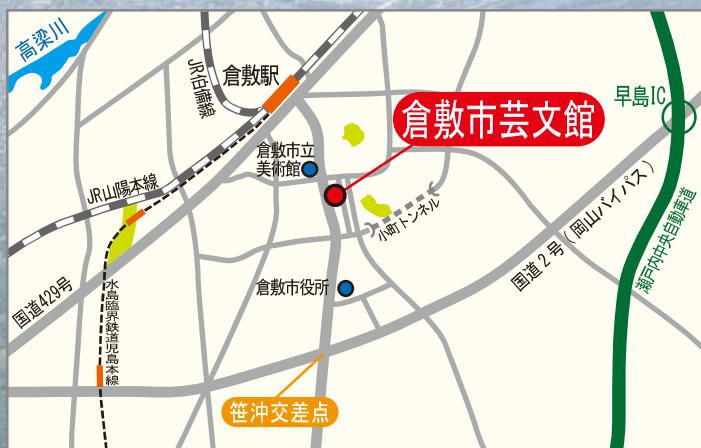 高梁川
倉敷駅
JR伯備線
倉敷市芸文館
早島IC
倉敷市立
美術館
JR山陽本線
小町トンネル
国道2号(岡山バイパス)
瀬戸内中央自動車道
国道429号
水島臨界鉄道児島本線
倉敷市役所
笹沖交差点